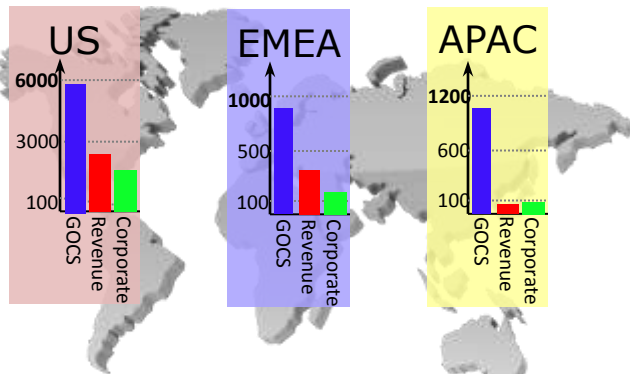 US
6000
3000
100
GOCS
Revenue
Corporate
EMEA
1000
500
100
GOCS
Revenue
Corporate
APAC
1200
600
100
GOCS
Revenue
Corporate